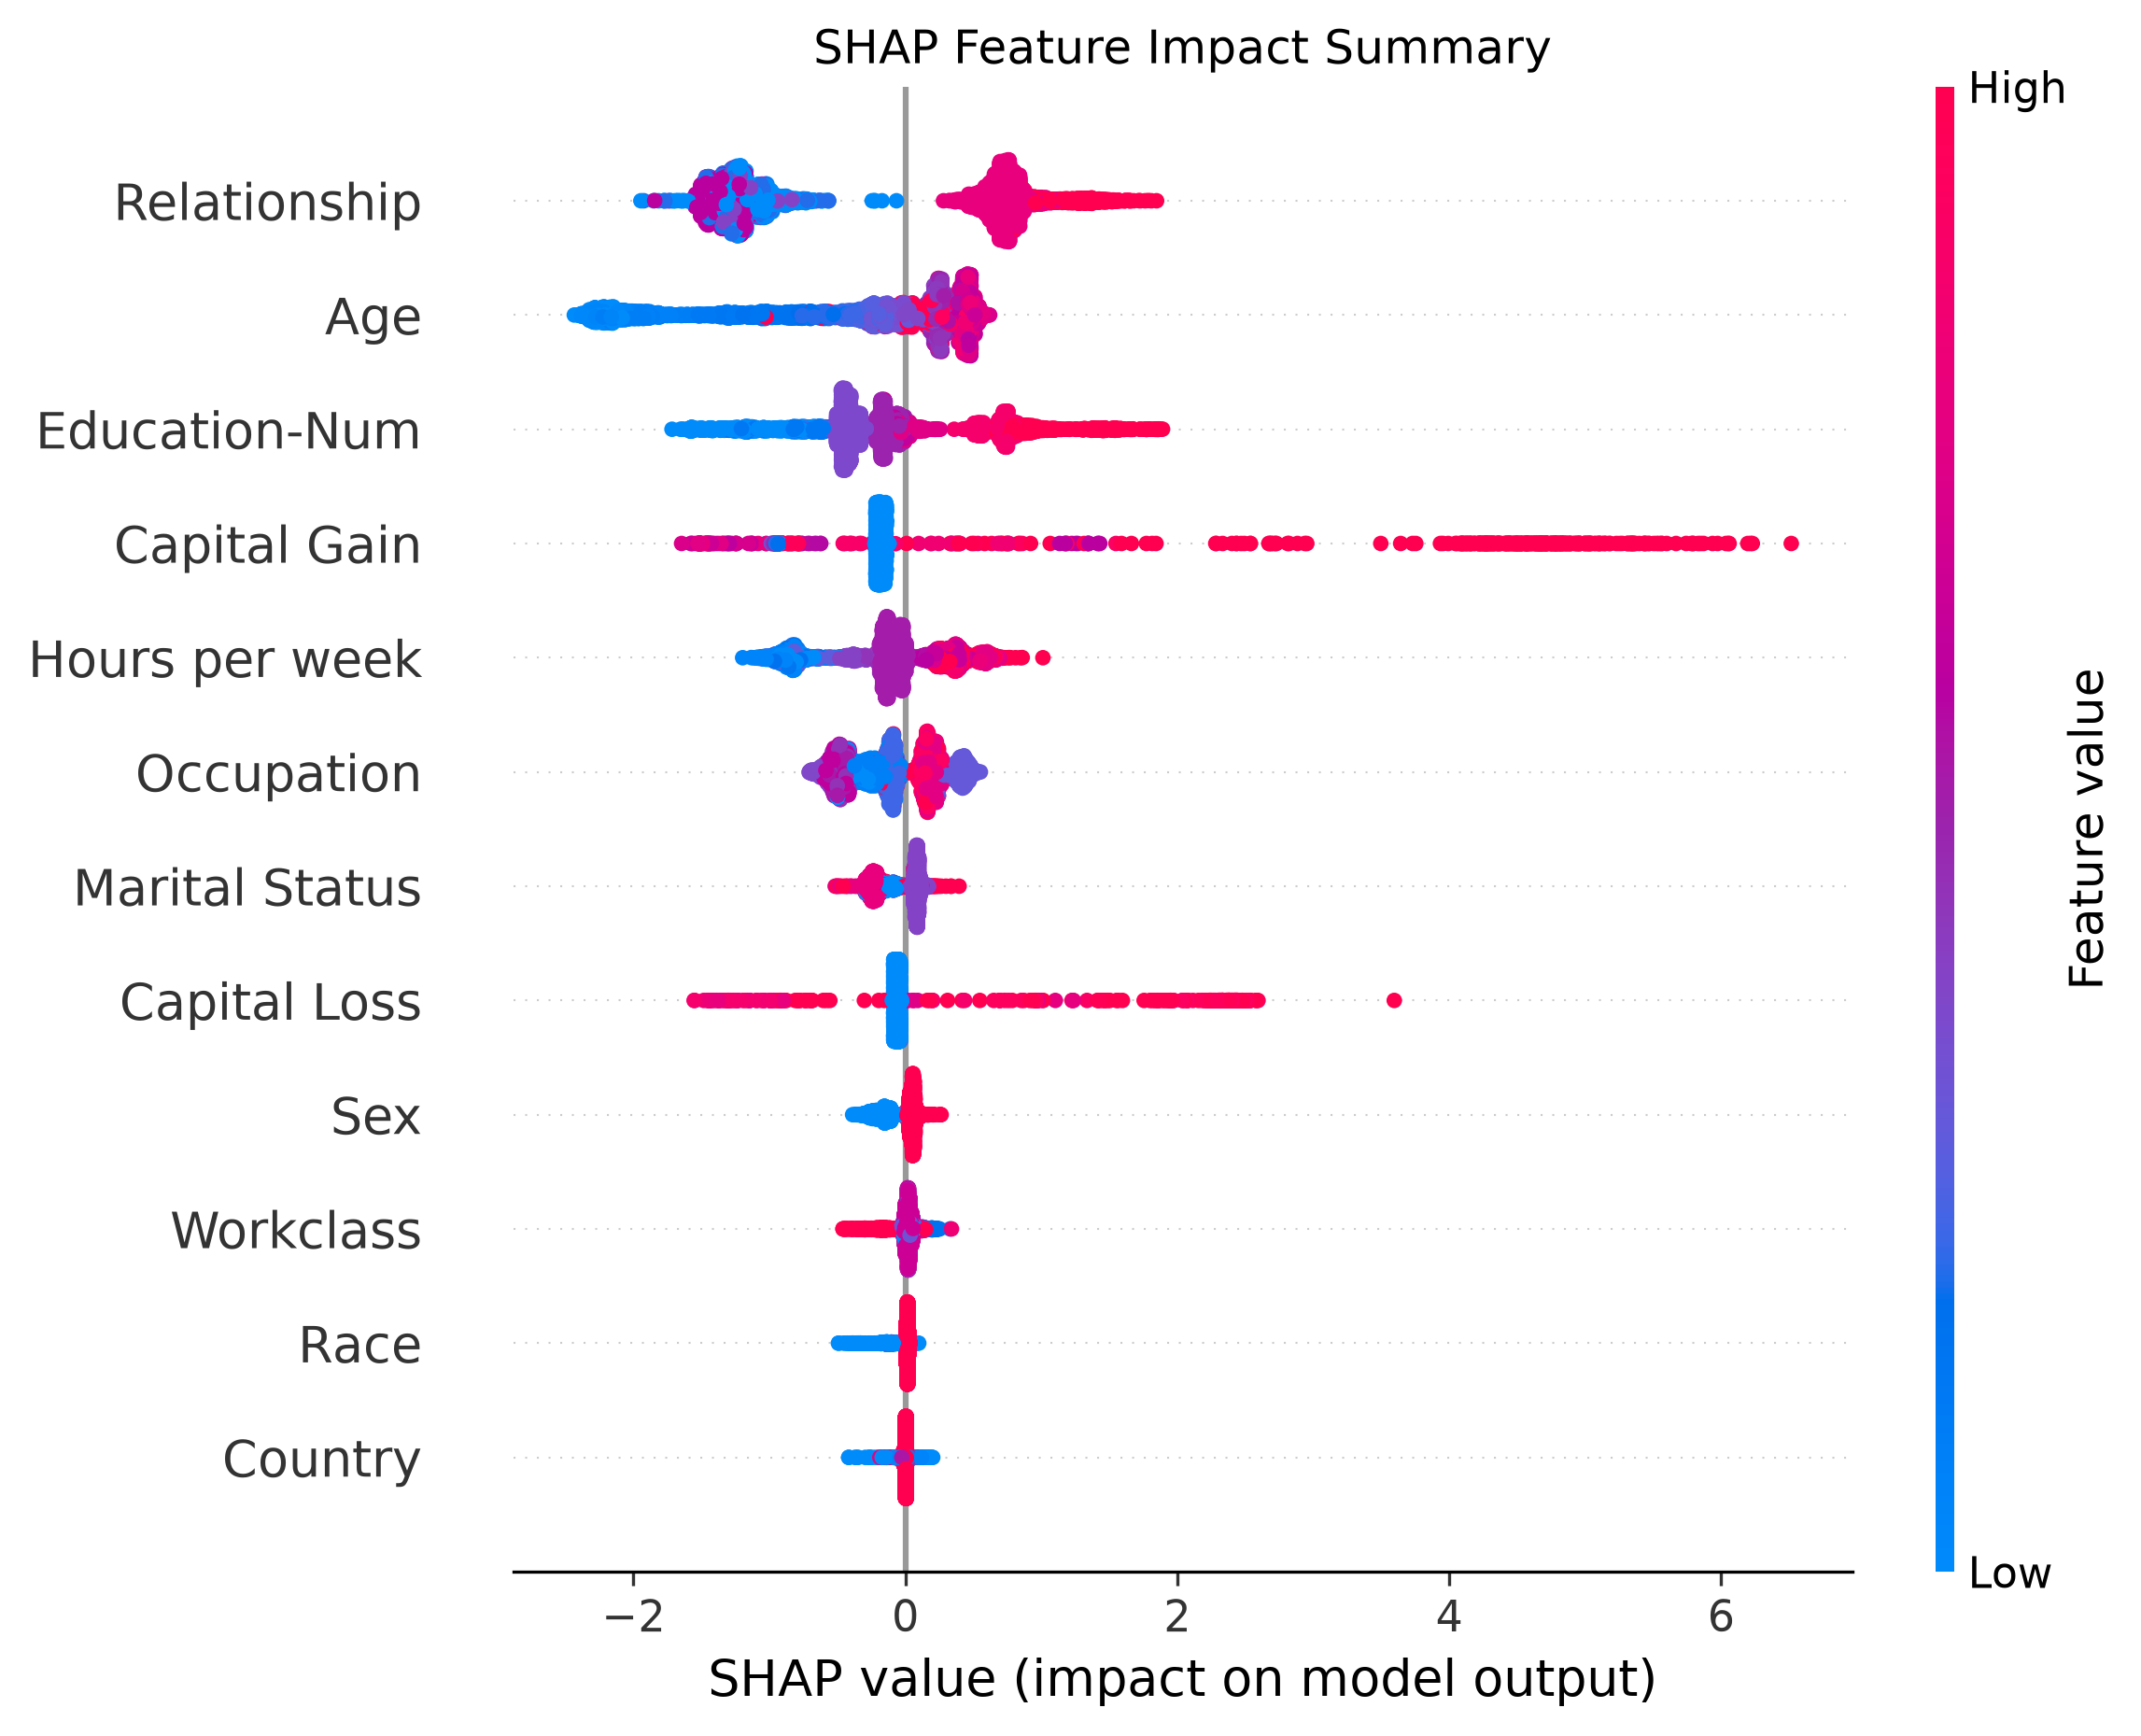 SHAP Feature Impact Summary
High
Relationship
Age
Education-Num
Capital Gain
Hours per week
Occupation
Marital Status
Capital Loss
Sex
Workclass
Race
Country
Feature value
Low
−2 0 2 4 6
SHAP value (impact on model output)